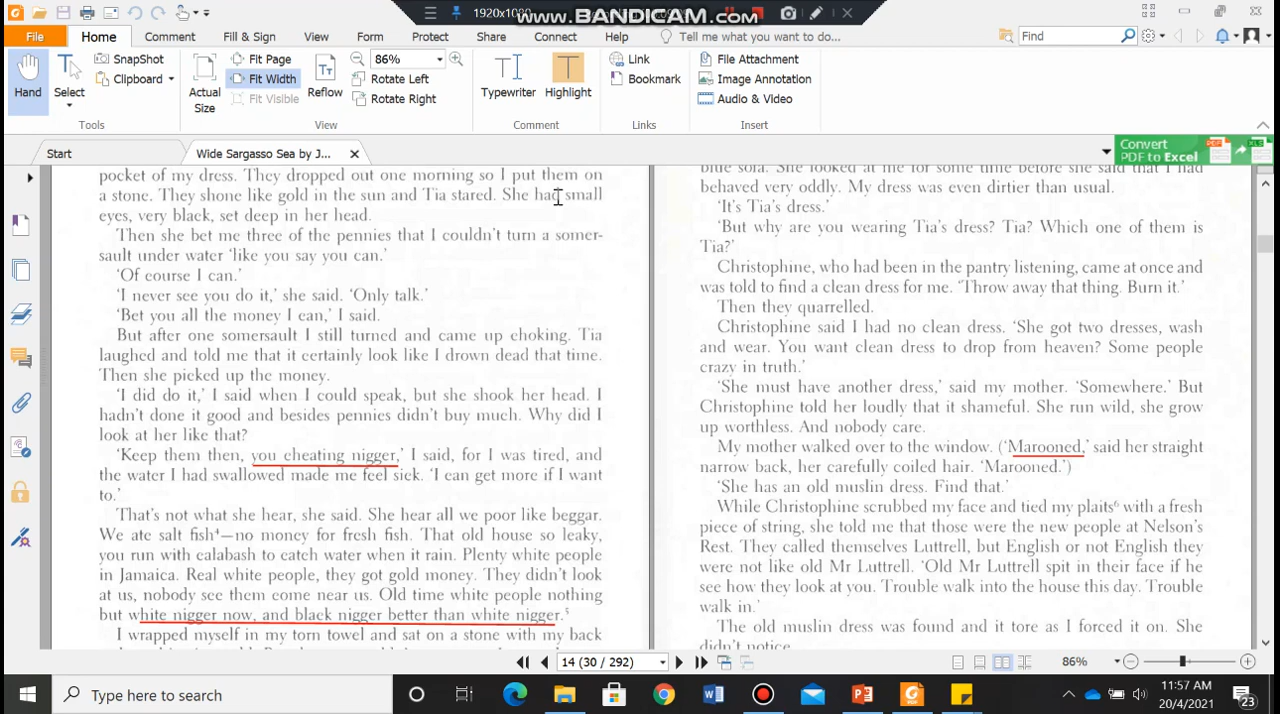 1920x1080
www.BANDICAM.com
File Home Comment Fill & Sign View Form Protect Share Connect Help Tell me what you want to do... Find
Hand
Select
SnapShot
Clipboard
Tools
Actual Size
Fit Page
Fit Width
Fit Visible
Reflow
86%
Rotate Left
Rotate Right
View
Typewriter
Highlight
Comment
Link
Bookmark
Links
File Attachment
Image Annotation
Audio & Video
Insert
Start
Wide Sargasso Sea by J...
Convert
PDF to Excel
pocket of my dress. They dropped out one morning so I put them on
a stone. They shone like gold in the sun and Tia stared. She had small
eyes, very black, set deep in her head.
Then she bet me three of the pennies that I couldn't turn a somer-
sault under water 'like you say you can.'
'Of course I can.'
'I never see you do it,' she said. 'Only talk.'
'Bet you all the money I can,' I said.
But after one somersault I still turned and came up choking. Tia
laughed and told me that it certainly look like I drown dead that time.
Then she picked up the money.
'I did do it,' I said when I could speak, but she shook her head. I
hadn't done it good and besides pennies didn't buy much. Why did I
look at her like that?
'Keep them then, you cheating nigger,' I said, for I was tired, and
the water I had swallowed made me feel sick. 'I can get more if I want
to.'
That's not what she hear, she said. She hear all we poor like beggar.
We ate salt fish⁴—no money for fresh fish. That old house so leaky,
you run with calabash to catch water when it rain. Plenty white people
in Jamaica. Real white people, they got gold money. They didn't look
at us, nobody see them come near us. Old time white people nothing
but white nigger now, and black nigger better than white nigger.⁵
I wrapped myself in my torn towel and sat on a stone with my back
blue sofa. She looked at me for some time before she said that I had
behaved very oddly. My dress was even dirtier than usual.
'It's Tia's dress.'
'But why are you wearing Tia's dress? Tia? Which one of them is
Tia?'
Christophine, who had been in the pantry listening, came at once and
was told to find a clean dress for me. 'Throw away that thing. Burn it.'
Then they quarrelled.
Christophine said I had no clean dress. 'She got two dresses, wash
and wear. You want clean dress to drop from heaven? Some people
crazy in truth.'
'She must have another dress,' said my mother. 'Somewhere.' But
Christophine told her loudly that it shameful. She run wild, she grow
up worthless. And nobody care.
My mother walked over to the window. ('Marooned,' said her straight
narrow back, her carefully coiled hair. 'Marooned.')
'She has an old muslin dress. Find that.'
While Christophine scrubbed my face and tied my plaits⁶ with a fresh
piece of string, she told me that those were the new people at Nelson's
Rest. They called themselves Luttrell, but English or not English they
were not like old Mr Luttrell. 'Old Mr Luttrell spit in their face if he
see how they look at you. Trouble walk into the house this day. Trouble
walk in.'
The old muslin dress was found and it tore as I forced it on. She
didn't notice.
14 (30 / 292)
86%
Type here to search
11:57 AM
20/4/2021
23